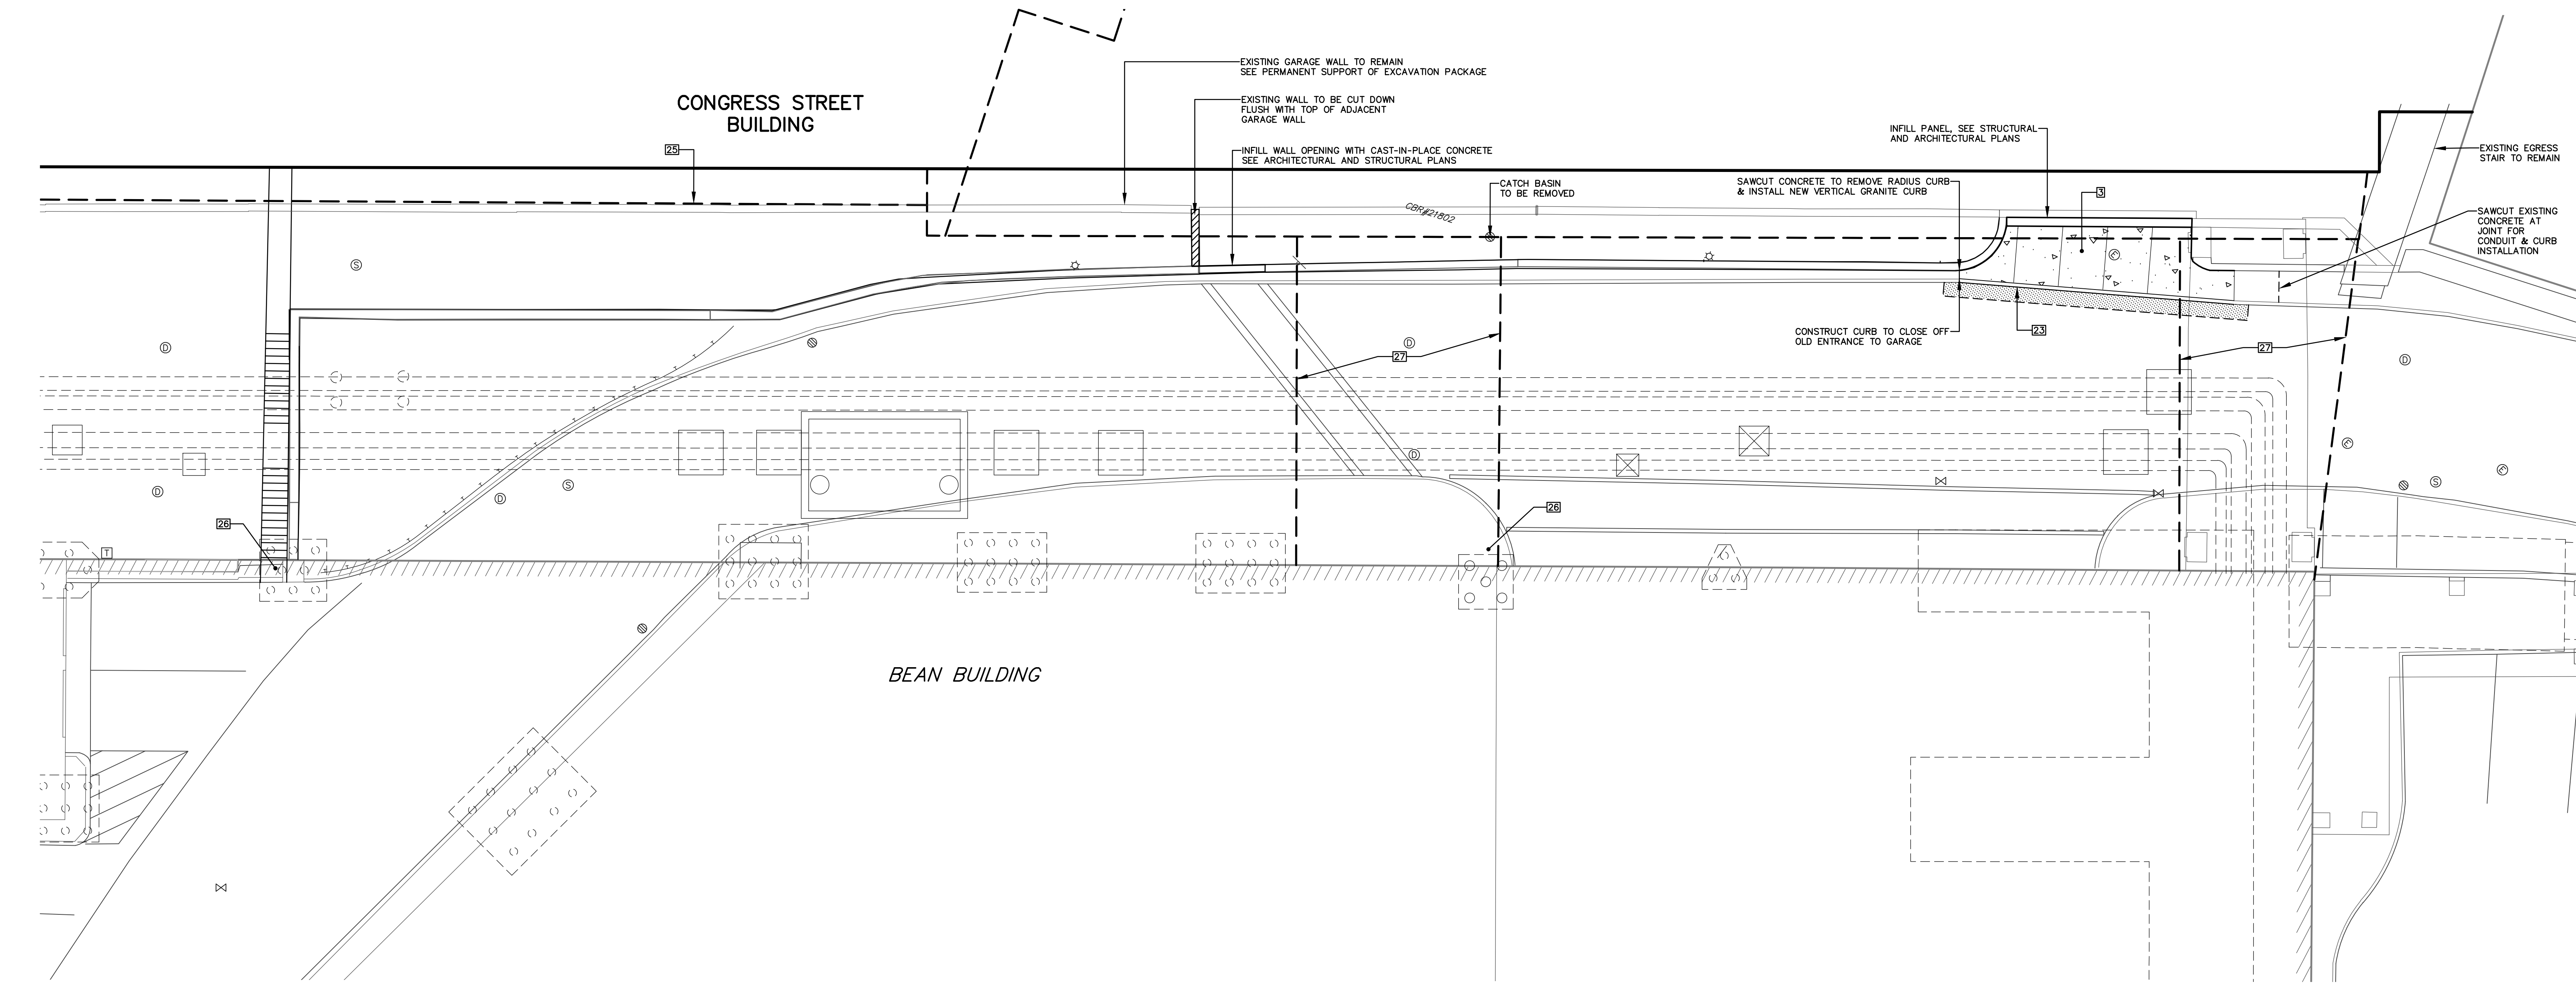 CONGRESS STREET
BUILDING
EXISTING GARAGE WALL TO REMAIN
SEE PERMANENT SUPPORT OF EXCAVATION PACKAGE
EXISTING WALL TO BE CUT DOWN
FLUSH WITH TOP OF ADJACENT
GARAGE WALL
25
INFILL WALL OPENING WITH CAST-IN-PLACE CONCRETE
SEE ARCHITECTURAL AND STRUCTURAL PLANS
CATCH BASIN
TO BE REMOVED
CBR#21802
INFILL PANEL, SEE STRUCTURAL
AND ARCHITECTURAL PLANS
SAWCUT CONCRETE TO REMOVE RADIUS CURB
& INSTALL NEW VERTICAL GRANITE CURB
3
EXISTING EGRESS
STAIR TO REMAIN
SAWCUT EXISTING
CONCRETE AT
JOINT FOR
CONDUIT & CURB
INSTALLATION
E
S
CONSTRUCT CURB TO CLOSE OFF
OLD ENTRANCE TO GARAGE
23
D
D
27
27
D
D
E
E
S
D
D
S
26
26
T
BEAN BUILDING